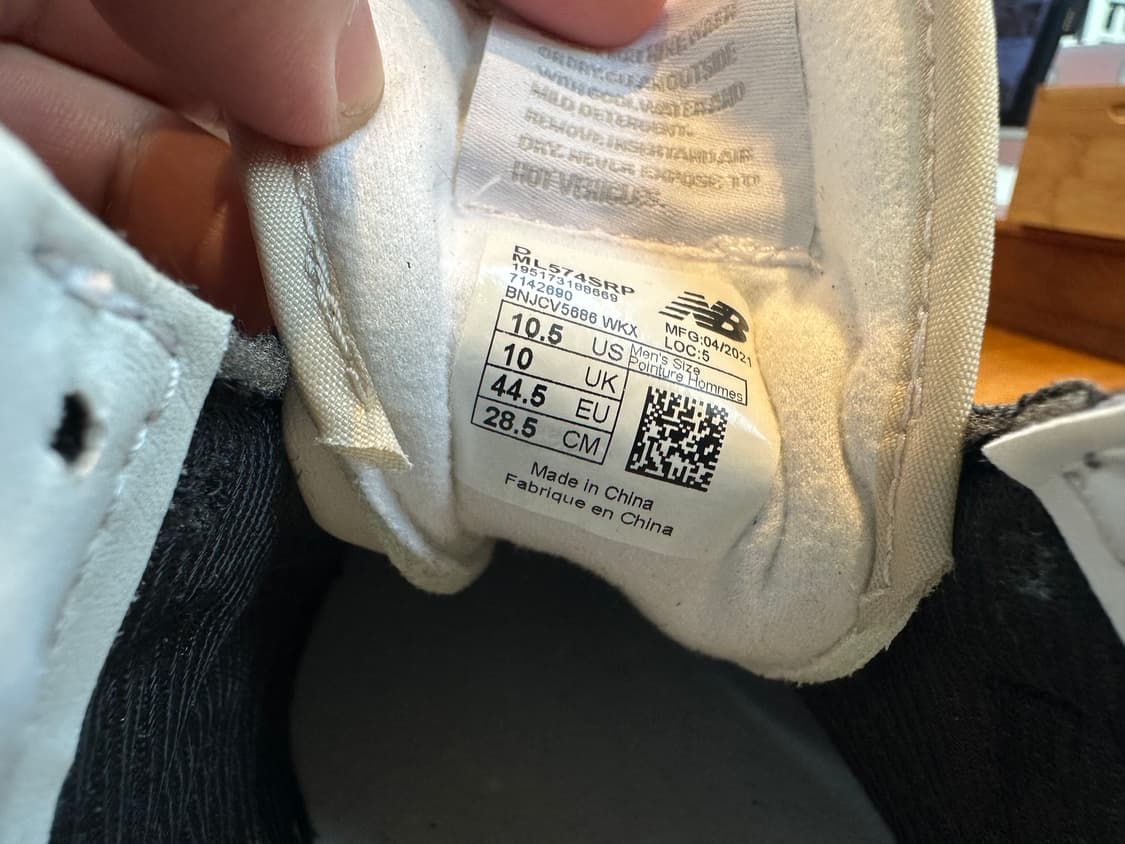 OR DRY. CLEAN OUTSIDE
WITH COOL WATER AND
MILD DETERGENT.
REMOVE INSERT AND AIR
DRY. NEVER EXPOSE TO
HOT VEHICLES.
D
ML574SRP
195173188669
7142690
BNJCV5686 WKX
NB
MFG:04/2021
LOC:5
10.5 US Men's Size
Pointure Hommes
10 UK
44.5 EU
28.5 CM
Made in China
Fabrique en China